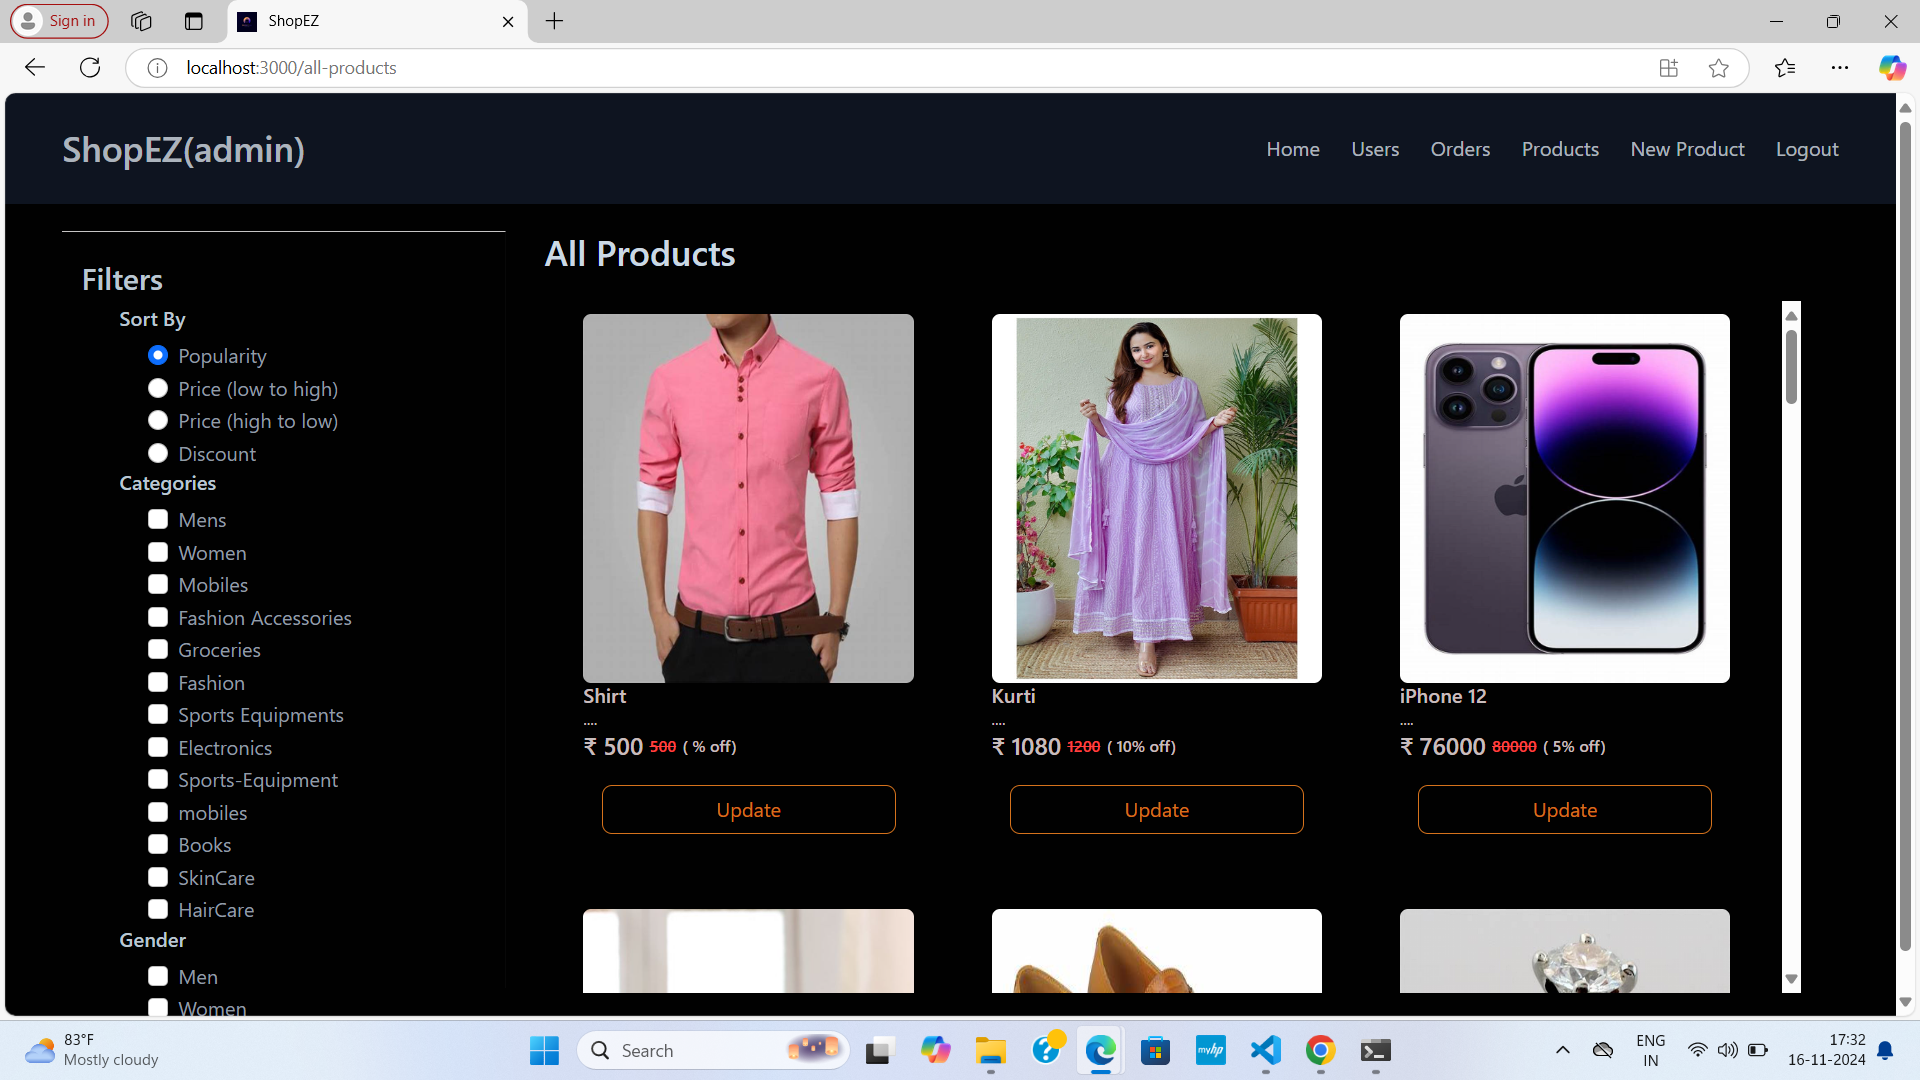 Sign in
ShopEZ
localhost:3000/all-products
ShopEZ(admin)
Home Users Orders Products New Product Logout
Filters
Sort By
Popularity
Price (low to high)
Price (high to low)
Discount
Categories
Mens
Women
Mobiles
Fashion Accessories
Groceries
Fashion
Sports Equipments
Electronics
Sports-Equipment
mobiles
Books
SkinCare
HairCare
Gender
Men
Women
All Products
Shirt
....
₹ 500 500 ( % off)
Update
Kurti
....
₹ 1080 1200 ( 10% off)
Update
iPhone 12
....
₹ 76000 80000 ( 5% off)
Update
83°F
Mostly cloudy
Search
myhp
ENG
IN
17:32
16-11-2024